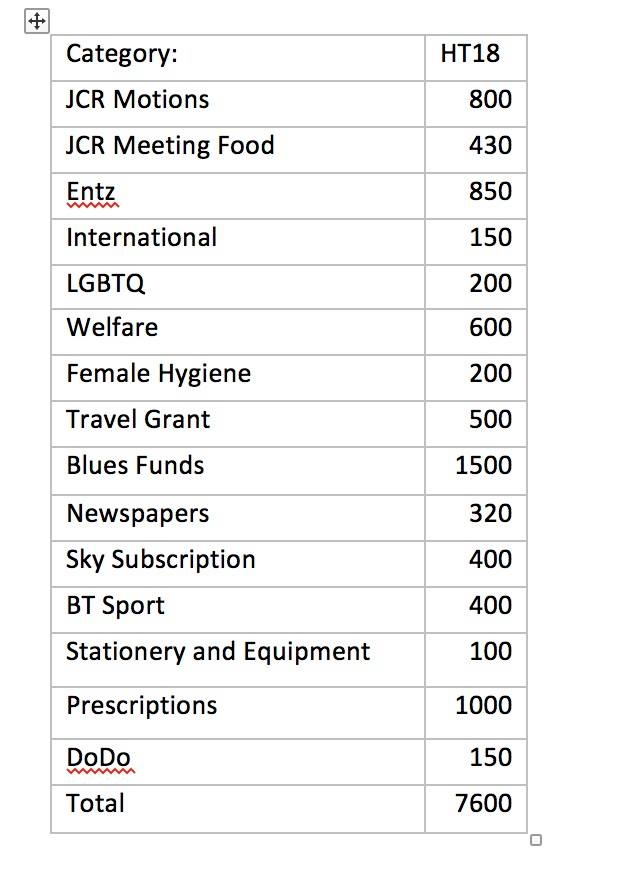 Category: HT18
JCR Motions 800
JCR Meeting Food 430
Entz 850
International 150
LGBTQ 200
Welfare 600
Female Hygiene 200
Travel Grant 500
Blues Funds 1500
Newspapers 320
Sky Subscription 400
BT Sport 400
Stationery and Equipment 100
Prescriptions 1000
DoDo 150
Total 7600